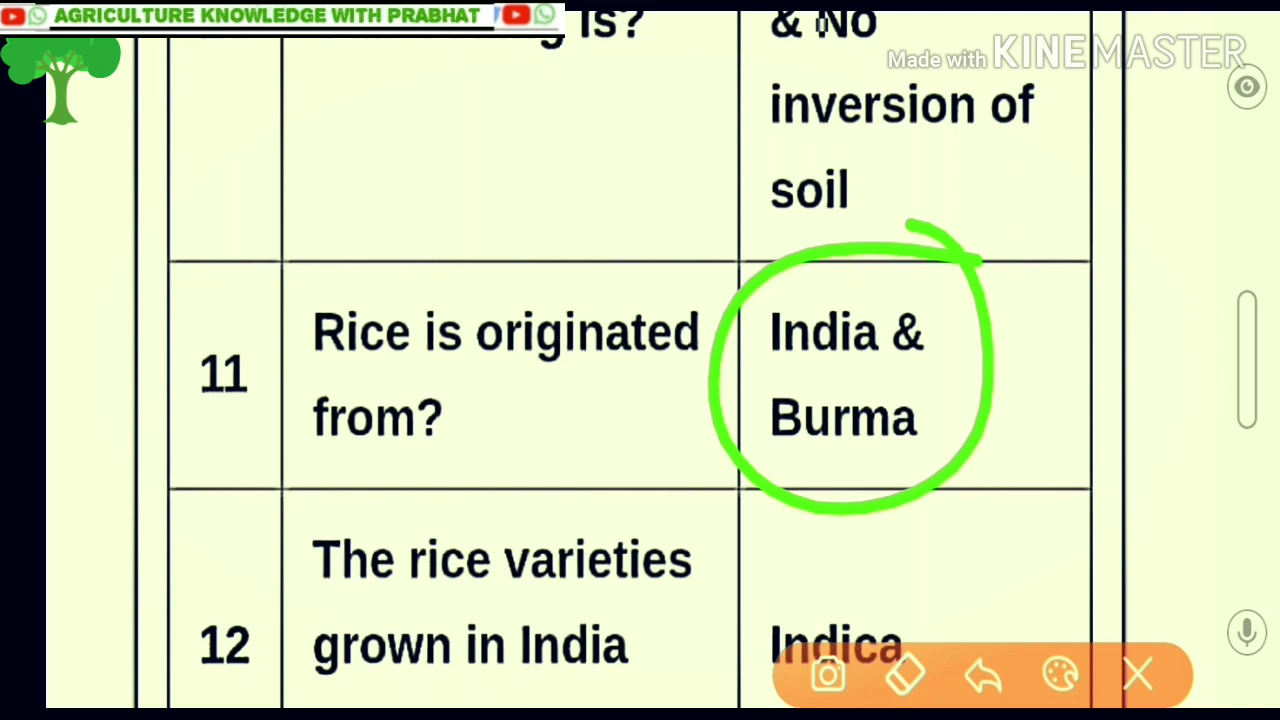 AGRICULTURE KNOWLEDGE WITH PRABHAT
Made with KINEMASTER
is?
& No
inversion of
soil
11
Rice is originated
from?
India &
Burma
12
The rice varieties
grown in India
Indica